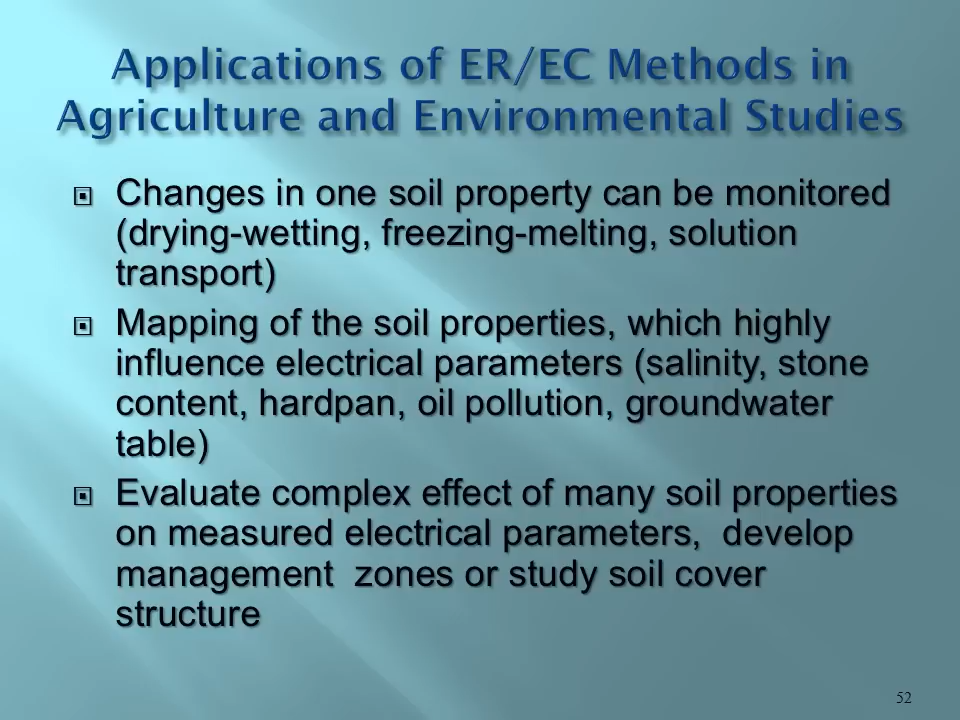 Applications of ER/EC Methods in
Agriculture and Environmental Studies
Changes in one soil property can be monitored
(drying-wetting, freezing-melting, solution
transport)
Mapping of the soil properties, which highly
influence electrical parameters (salinity, stone
content, hardpan, oil pollution, groundwater
table)
Evaluate complex effect of many soil properties
on measured electrical parameters,  develop
management  zones or study soil cover
structure
52